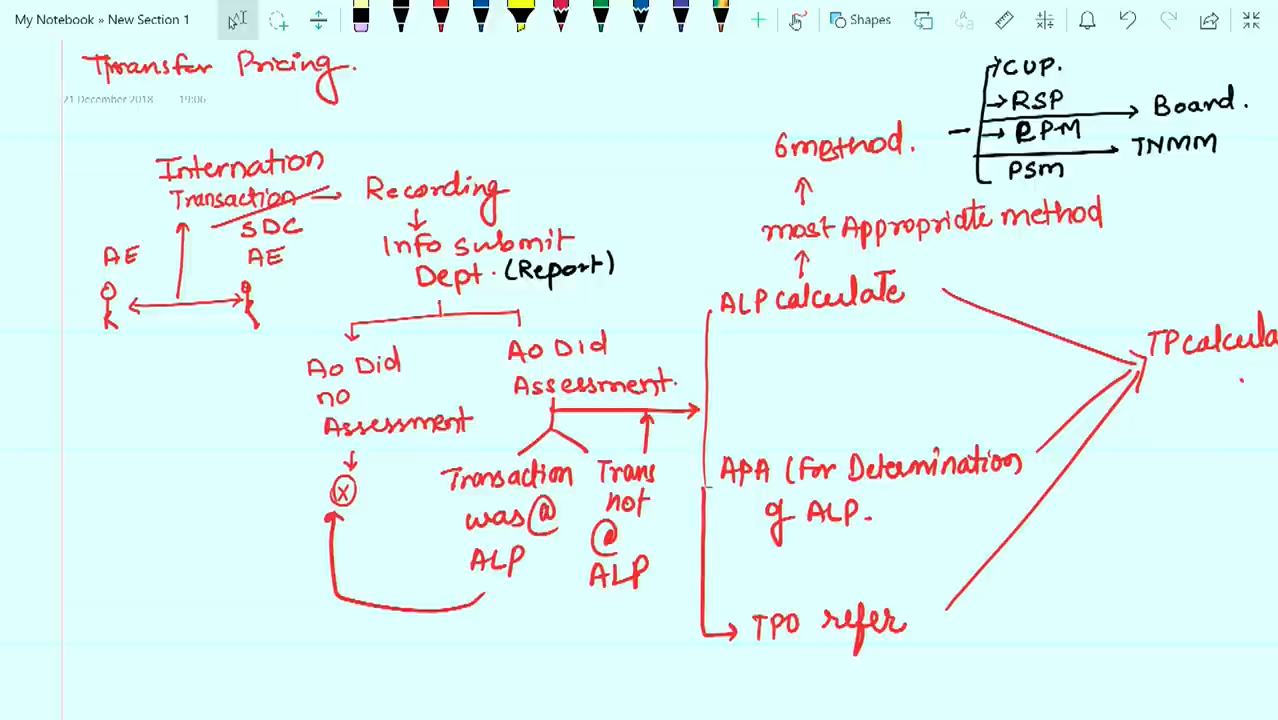 My Notebook » New Section 1
Shapes
Transfer Pricing.
21 December 2018 19:06
Internation
Transaction
SDC
AE
AE
Recording
Info submit
Dept. (Report)
Ao Did
no
Assessment
X
Ao Did
Assessment.
Transaction
was @
ALP
Trans
not
@
ALP
6 method.
most Appropriate method
ALP calculate
APA (For Determination
of ALP.
TPO refer
TP calcula
CUP.
RSP
CPM
PSM
Board.
TNMM